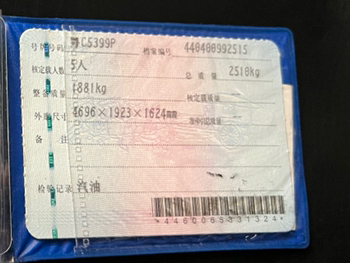 号牌号码 粤C5399P 档案编号 440400992515
核定载人数 5人 总质量 2510kg
整备质量 1881kg 核定载质量 --
外廓尺寸 4696×1923×1624mm 准牵引总质量 --
备注 --
检验记录 汽油
*4460095331324*